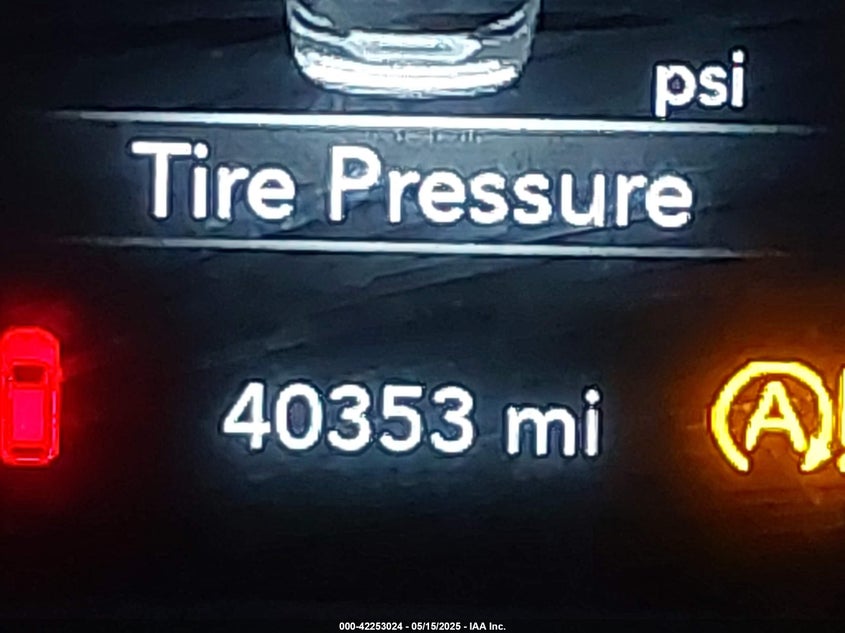 psi
Tire Pressure
40353 mi
A
000-42253024 - 05/15/2025 - IAA Inc.